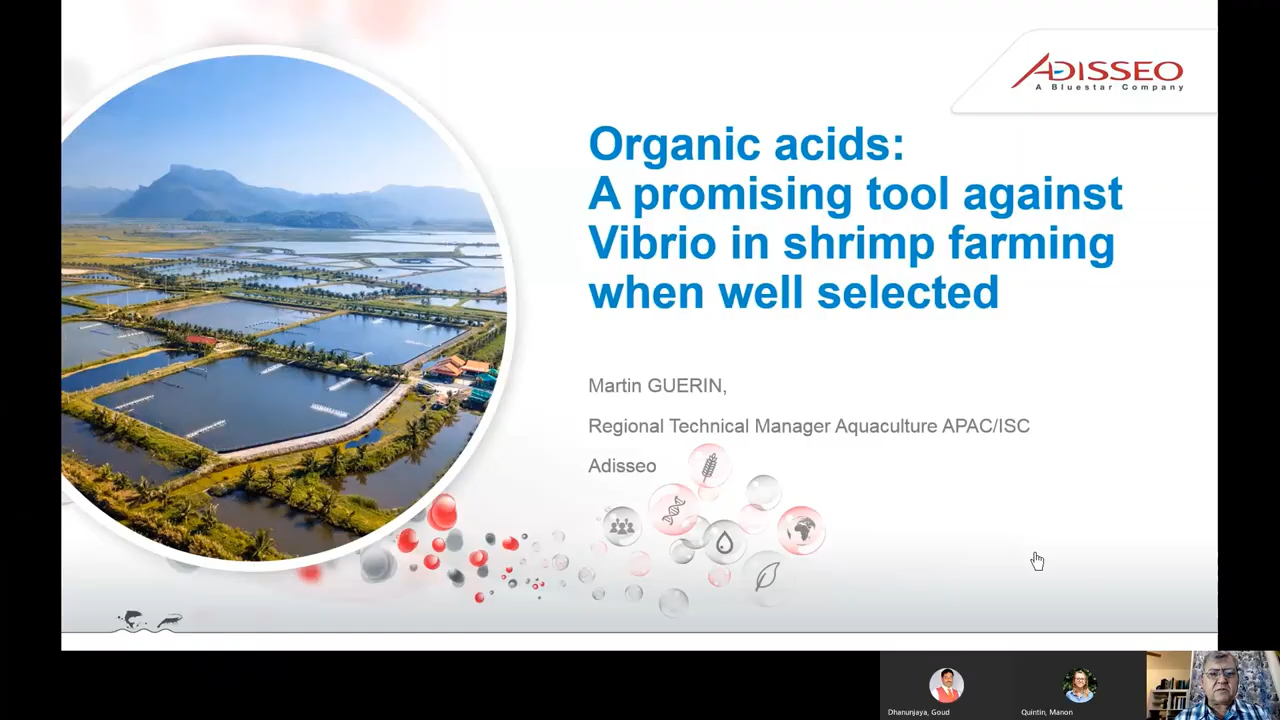 ADISSEO
A Bluestar Company
Organic acids:
A promising tool against
Vibrio in shrimp farming
when well selected
Martin GUERIN,
Regional Technical Manager Aquaculture APAC/ISC
Adisseo
Dhanunjaya, Goud
Quintin, Manon